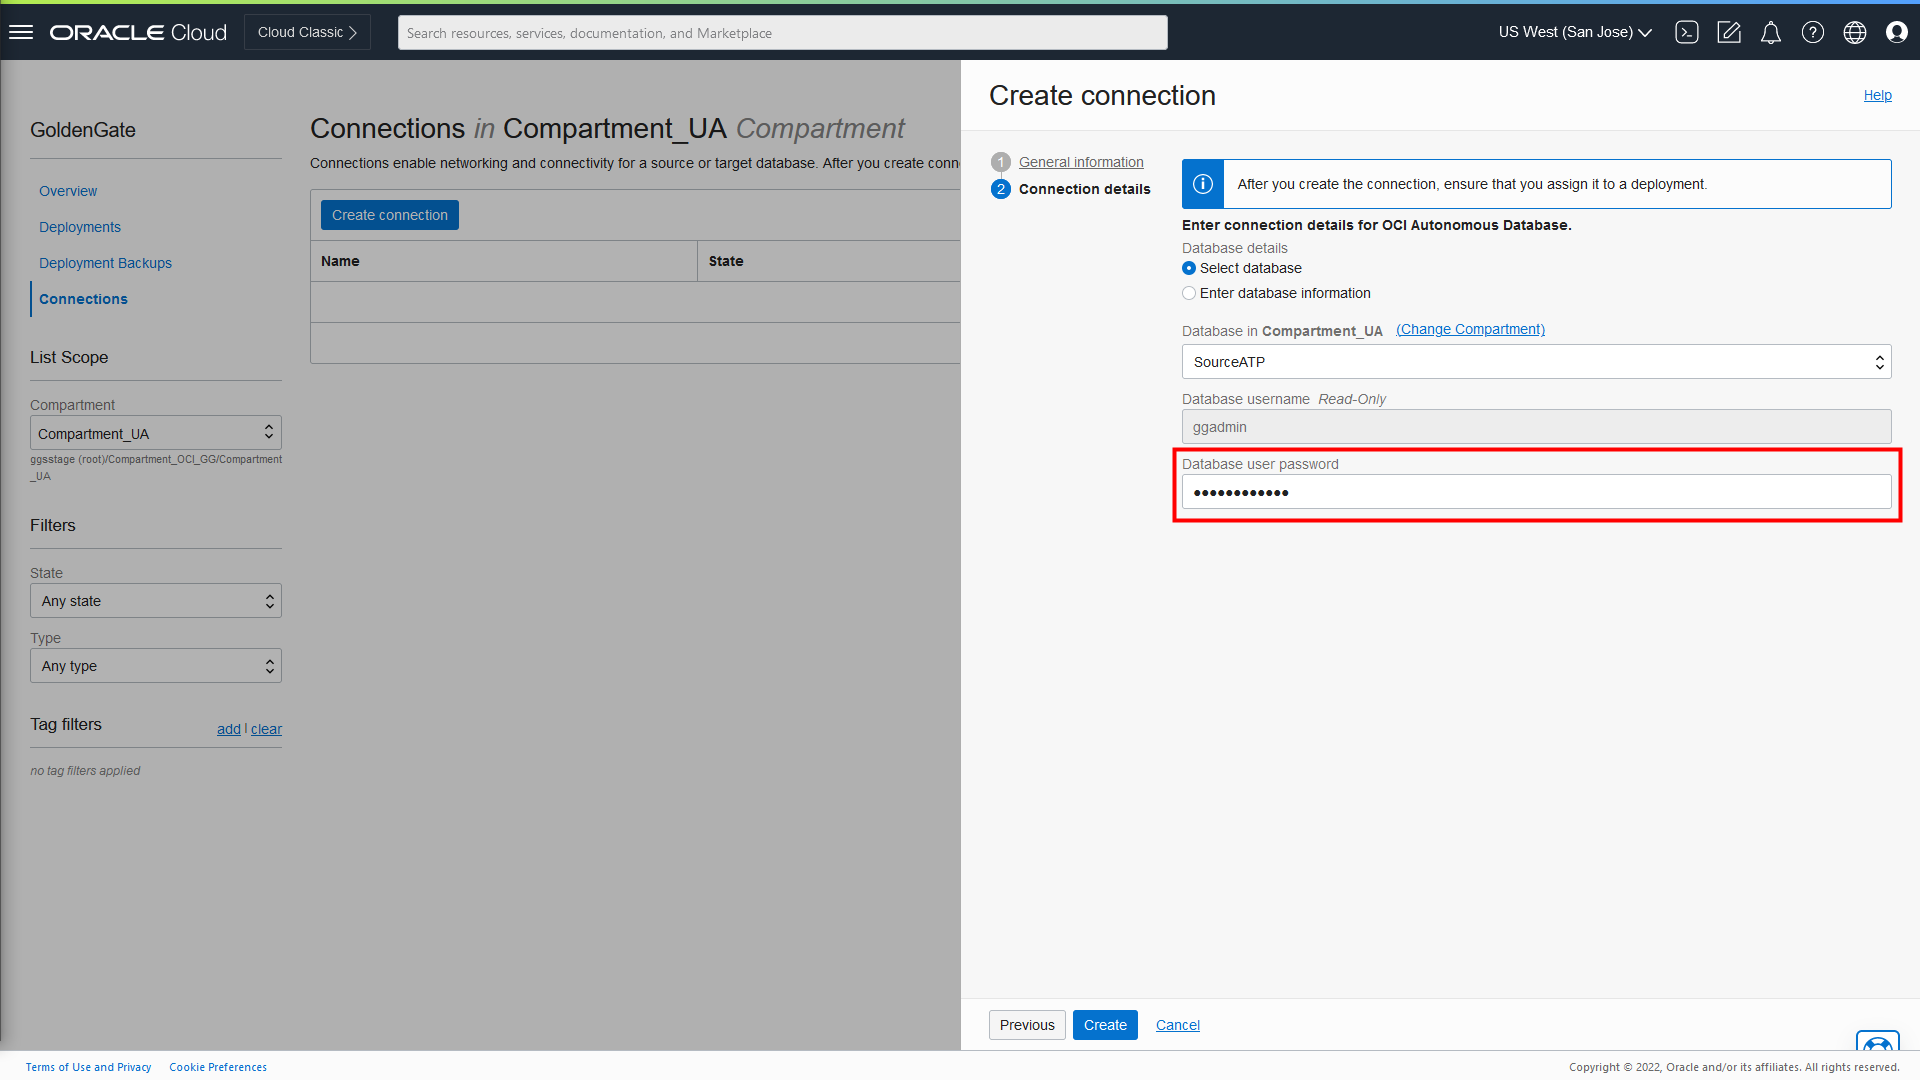 ORACLE Cloud
Cloud Classic
Search resources, services, documentation, and Marketplace
US West (San Jose)
GoldenGate
Overview
Deployments
Deployment Backups
Connections
List Scope
Compartment
Compartment_UA
ggsstage (root)/Compartment_OCI_GG/Compartment
_UA
Filters
State
Any state
Type
Any type
Tag filters
add | clear
no tag filters applied
Connections in Compartment_UA Compartment
Connections enable networking and connectivity for a source or target database. After you create conn
Create connection
Name
State
Create connection
Help
1 General information
2 Connection details
After you create the connection, ensure that you assign it to a deployment.
Enter connection details for OCI Autonomous Database.
Database details
Select database
Enter database information
Database in Compartment_UA (Change Compartment)
SourceATP
Database username Read-Only
ggadmin
Database user password
••••••••••••
Previous
Create
Cancel
Terms of Use and Privacy
Cookie Preferences
Copyright © 2022, Oracle and/or its affiliates. All rights reserved.